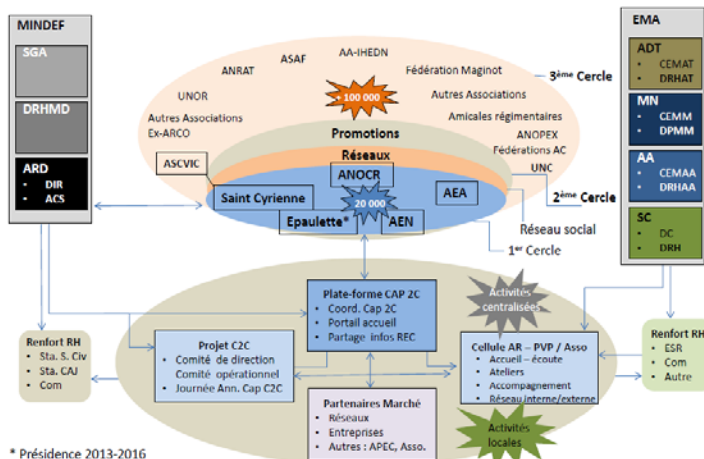 MINDEF
SGA
DRHMD
ARD
• DIR
• ACS
EMA
ADT
• CEMAT
• DRHAT
MN
• CEMM
• DPMM
AA
• CEMAA
• DRHAA
SC
• DC
• DRH
AA-IHEDN
ASAF
ANRAT
Fédération Maginot
3ème Cercle
UNOR
+ 100 000
Autres Associations
Autres Associations
Ex-ARCO
Amicales régimentaires
Promotions
ANOPEX
Fédérations AC
Réseaux
ASCVIC
UNC
ANOCR
Saint Cyrienne
AEA
2ème Cercle
20 000
Epaulette*
AEN
Réseau social
1er Cercle
Plate-forme CAP 2C
• Coord. Cap 2C
• Portail accueil
• Partage infos REC
Activités
centralisées
Renfort RH
• Sta. S. Civ
• Sta. CAJ
• Com
Projet C2C
• Comité de direction
Comité opérationnel
• Journée Ann. Cap C2C
Cellule AR – PVP / Asso
• Accueil – écoute
• Ateliers
• Accompagnement
• Réseau interne/externe
Renfort RH
• ESR
• Com
• Autre
Partenaires Marché
• Réseaux
• Entreprises
• Autres : APEC, Asso.
Activités
locales
* Présidence 2013-2016